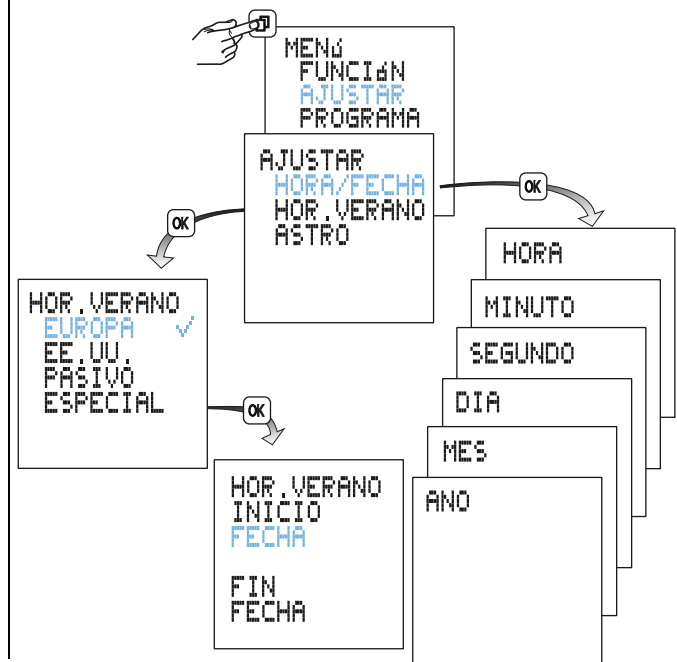 MENú
FUNCIóN
AJUSTAR
PROGRAMA
AJUSTAR
HORA/FECHA
HOR.VERANO
ASTRO
OK
OK
HOR.VERANO
EUROPA ✓
EE.UU.
PASIVO
ESPECIAL
OK
HOR.VERANO
INICIO
FECHA
FIN
FECHA
HORA
MINUTO
SEGUNDO
DIA
MES
ANO